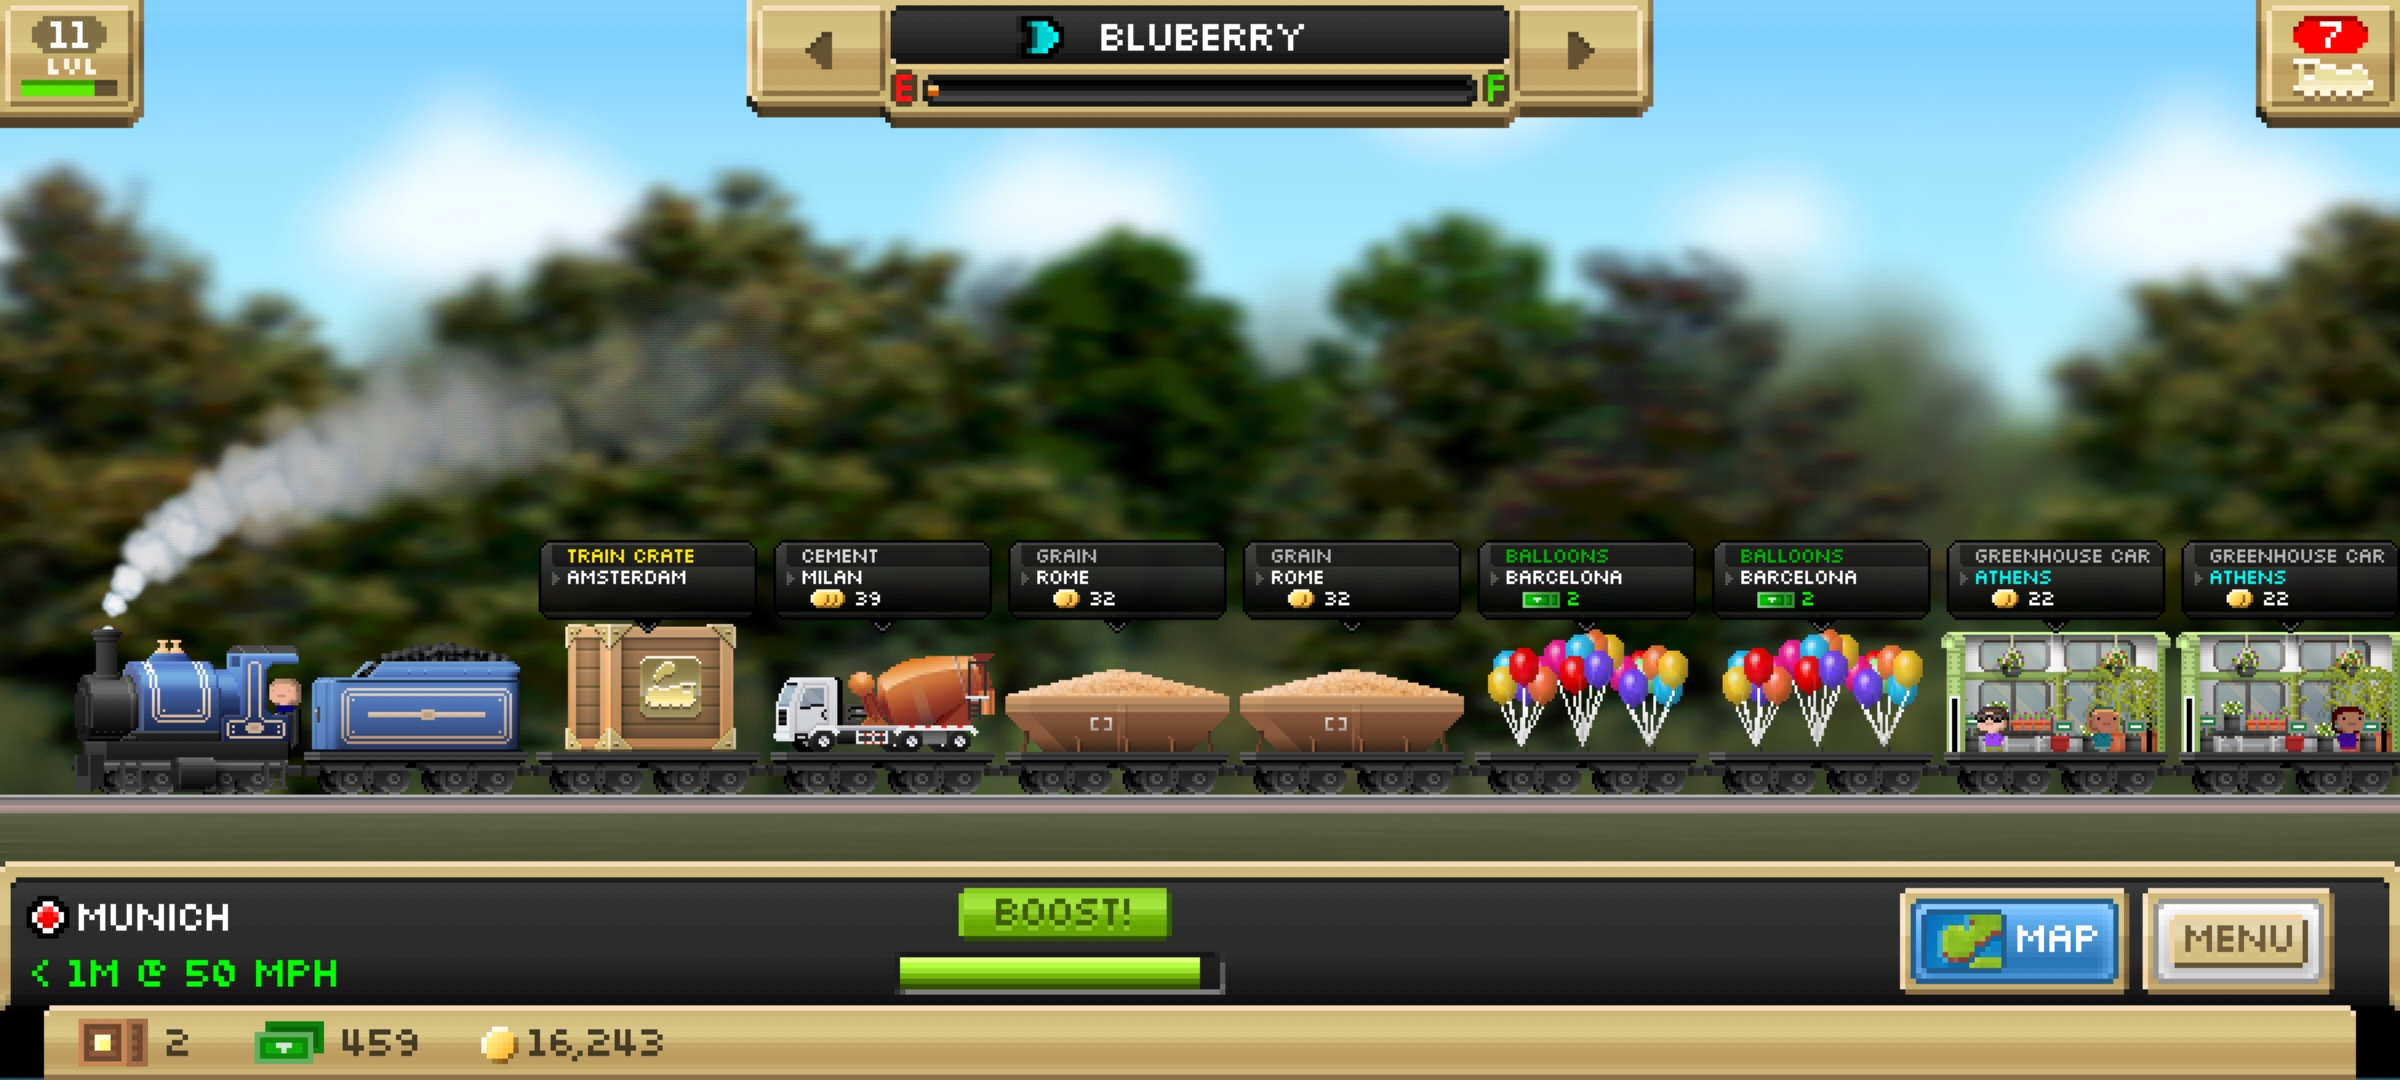 11
LVL
BLUBERRY
E F
7
TRAIN CRATE
AMSTERDAM
CEMENT
MILAN
39
GRAIN
ROME
32
GRAIN
ROME
32
BALLOONS
BARCELONA
2
BALLOONS
BARCELONA
2
GREENHOUSE CAR
ATHENS
22
GREENHOUSE CAR
ATHENS
22
MUNICH
< 1M @ 50 MPH
BOOST!
MAP
MENU
2
459
16,243